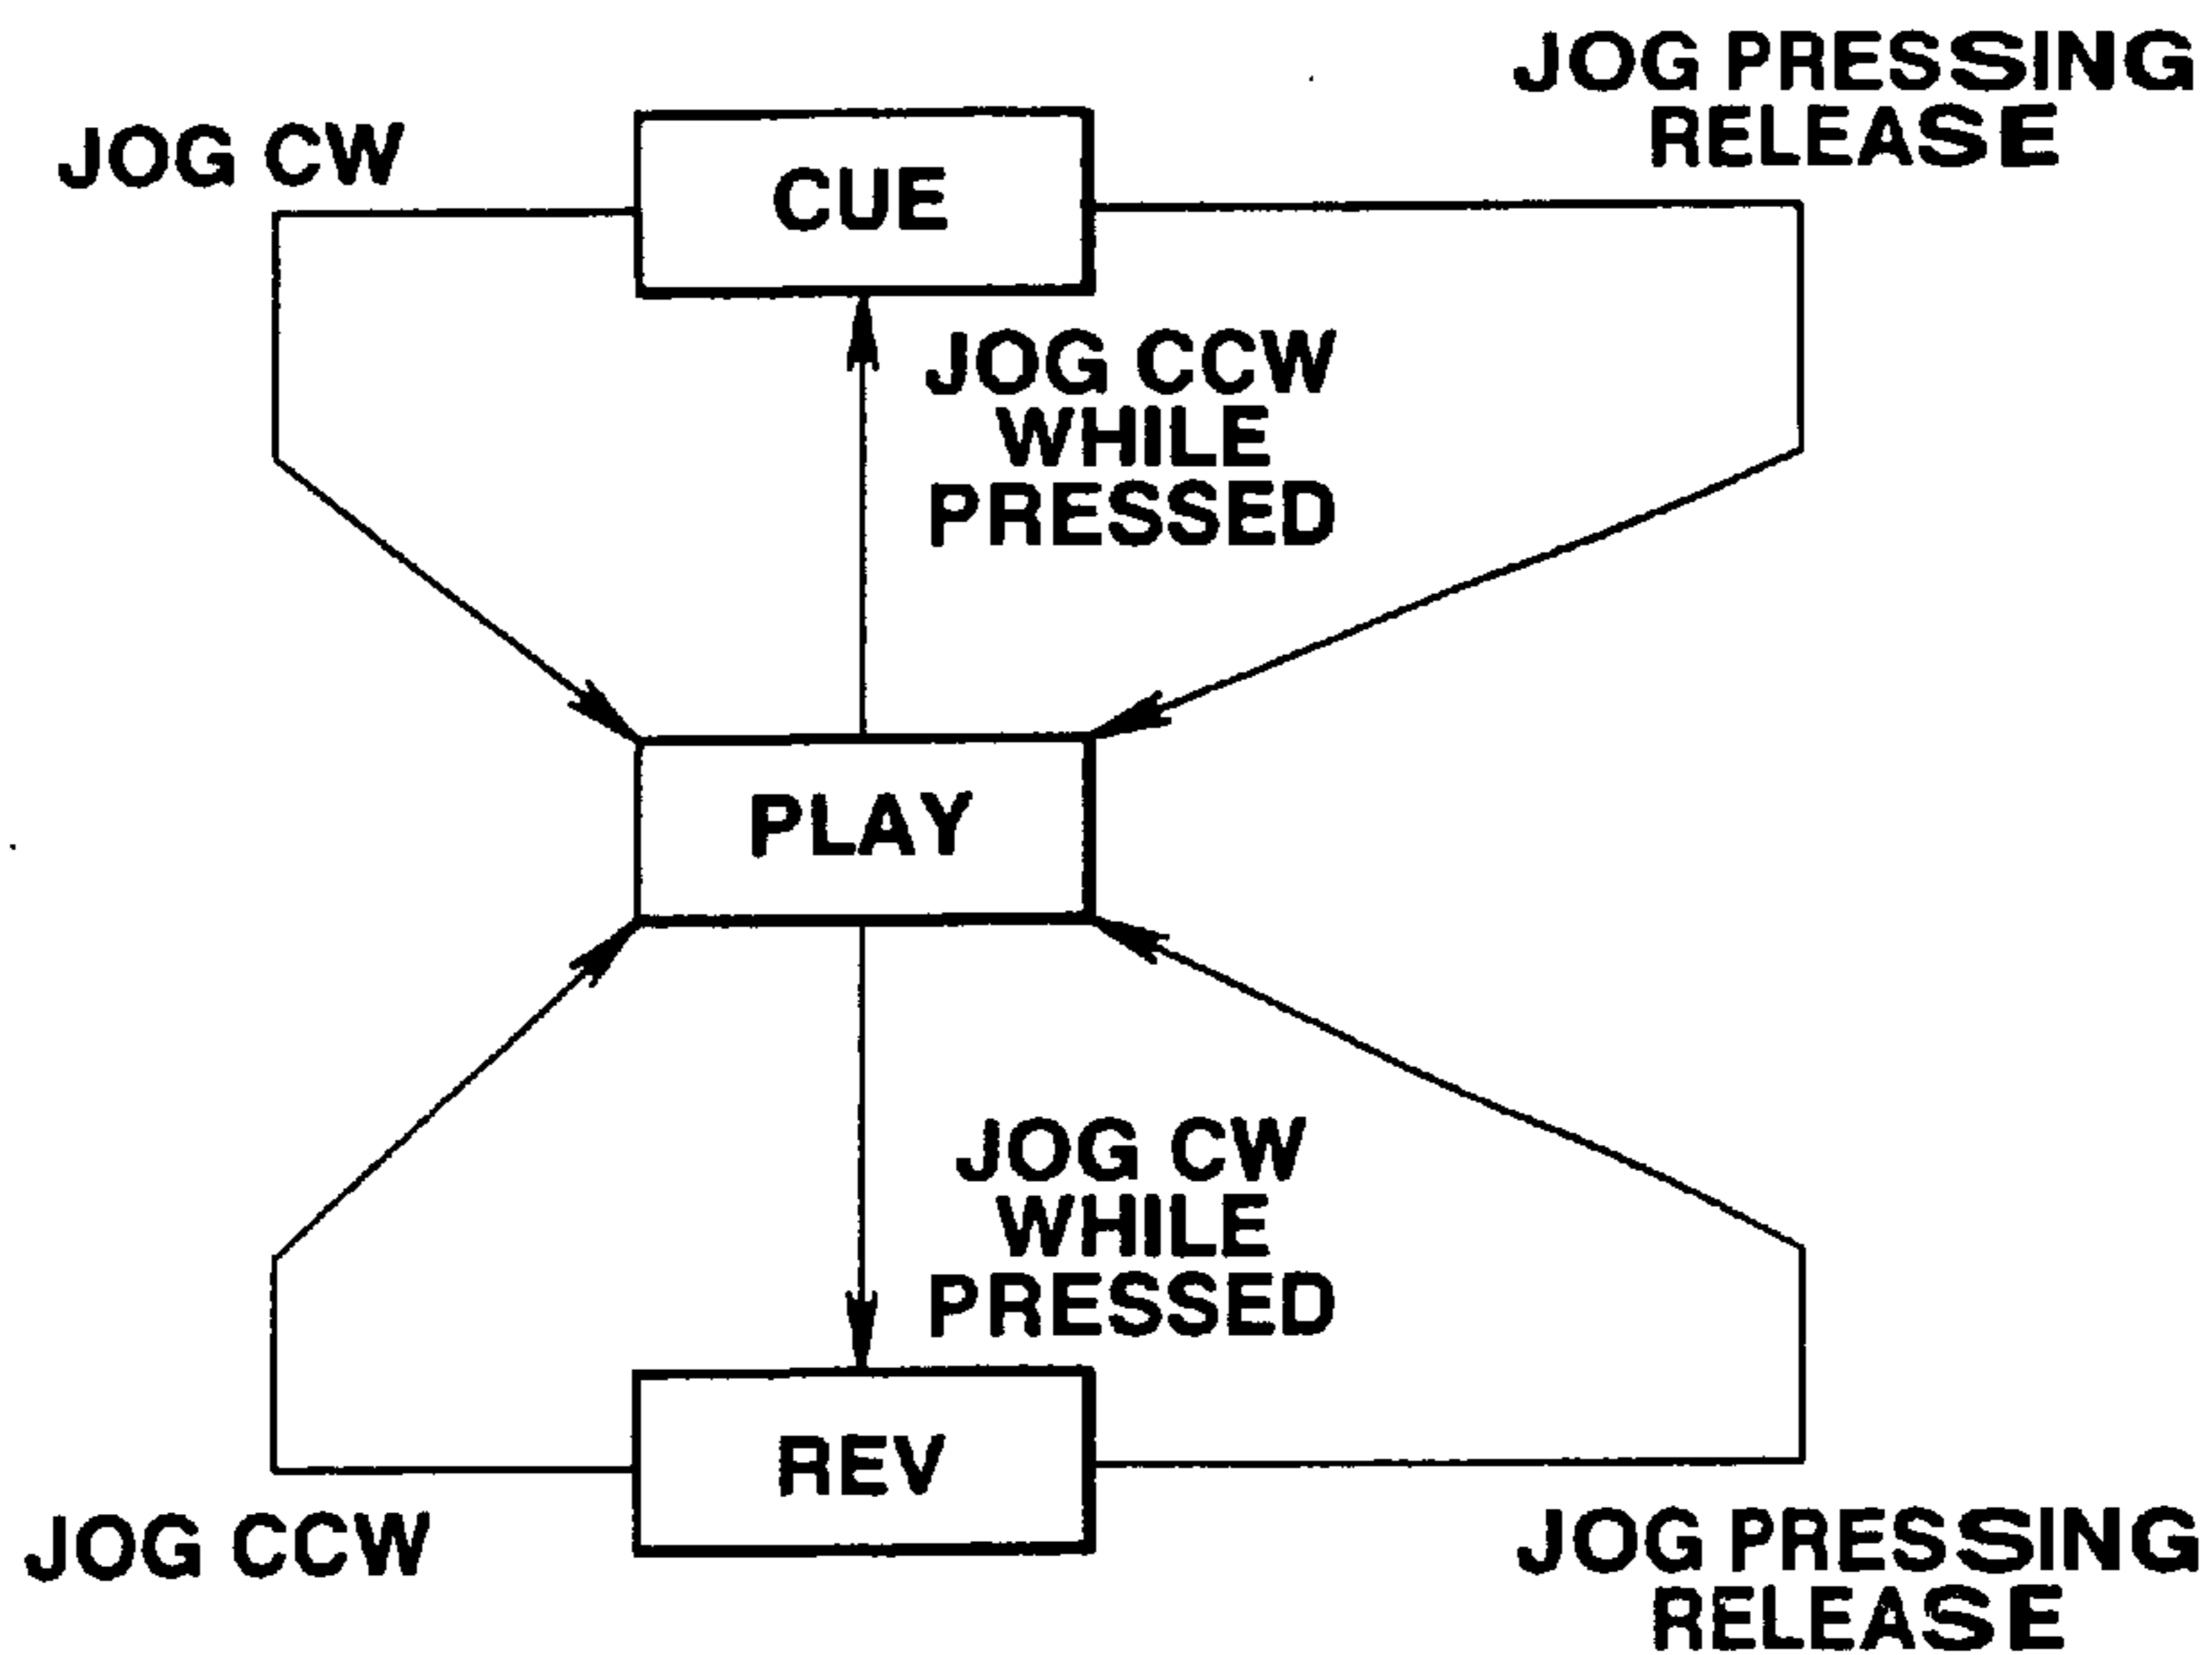 JOG PRESSING
RELEASE
JOG CW
CUE
JOG CCW
WHILE
PRESSED
PLAY
JOG CW
WHILE
PRESSED
REV
JOG CCW
JOG PRESSING
RELEASE